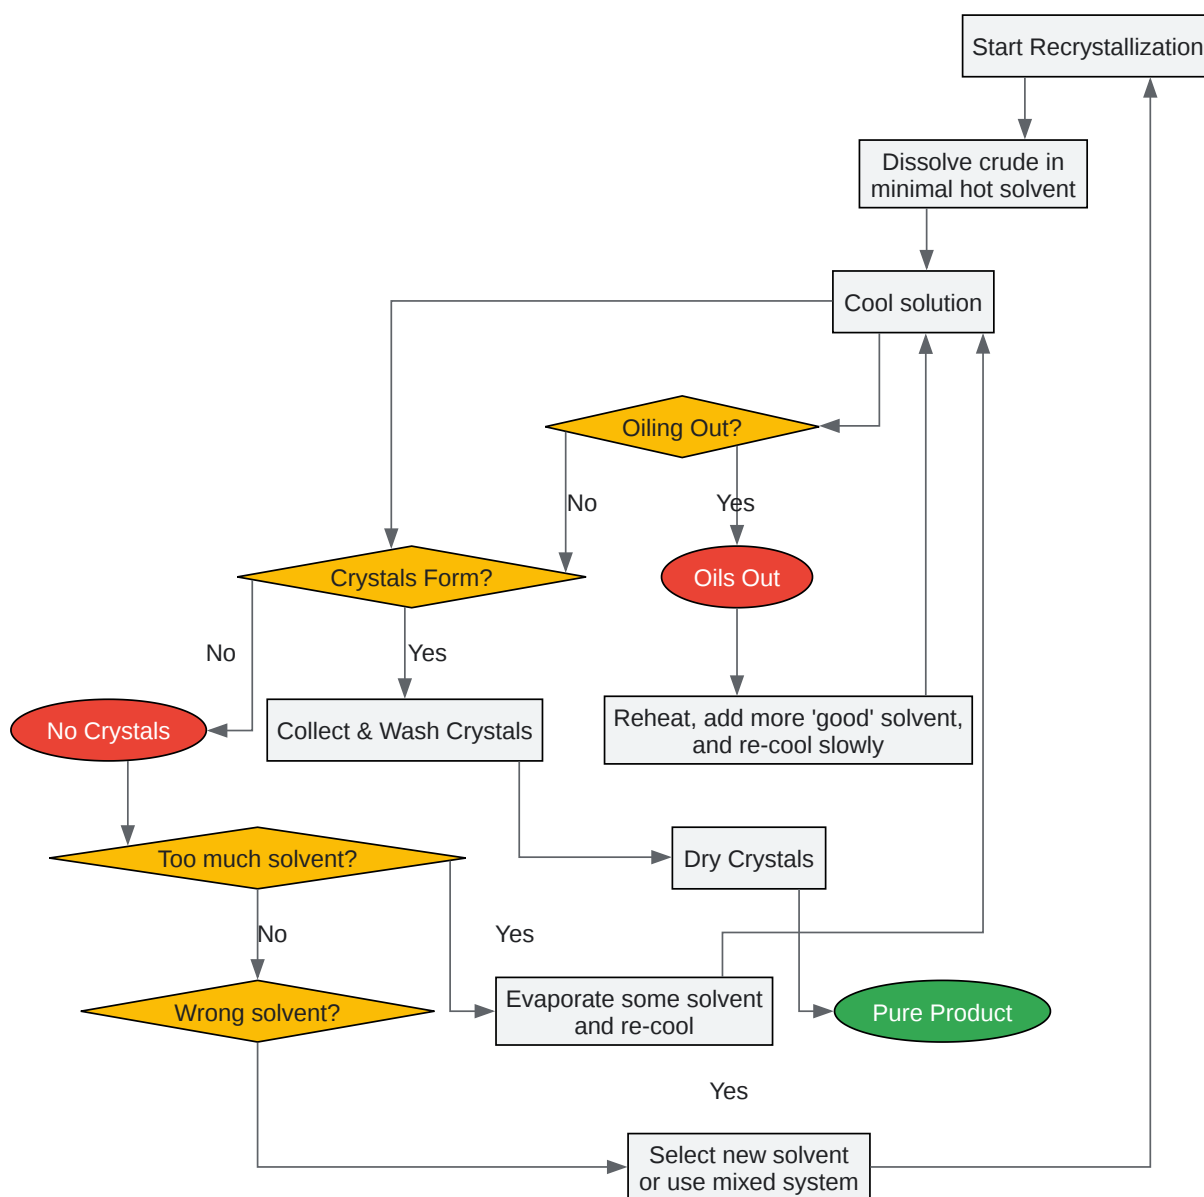 Start Recrystallization
Dissolve crude in
minimal hot solvent
Cool solution
Oiling Out?
No
Yes
Crystals Form?
Oils Out
No
Yes
No Crystals
Collect & Wash Crystals
Reheat, add more 'good' solvent,
and re-cool slowly
Too much solvent?
Dry Crystals
No
Yes
Wrong solvent?
Evaporate some solvent
and re-cool
Pure Product
Yes
Select new solvent
or use mixed system